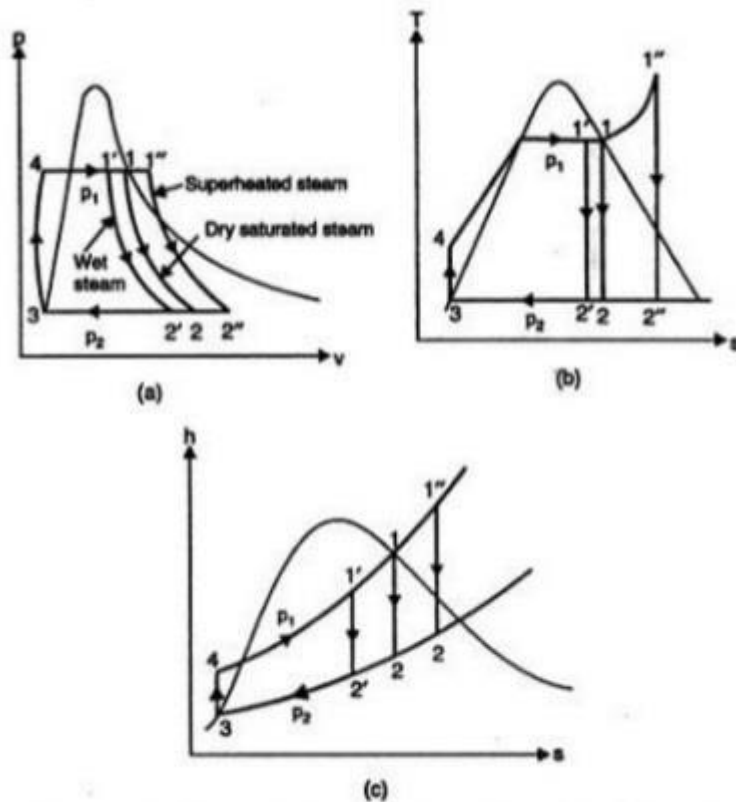 p
4
1′
1
1″
p₁
Superheated steam
Dry saturated steam
Wet
steam
3
p₂
2′
2
2″
v
(a)
T
1″
1′
1
p₁
4
3
p₂
2′
2
2″
s
(b)
h
1″
1
1′
p₁
4
2
2
2′
p₂
3
s
(c)